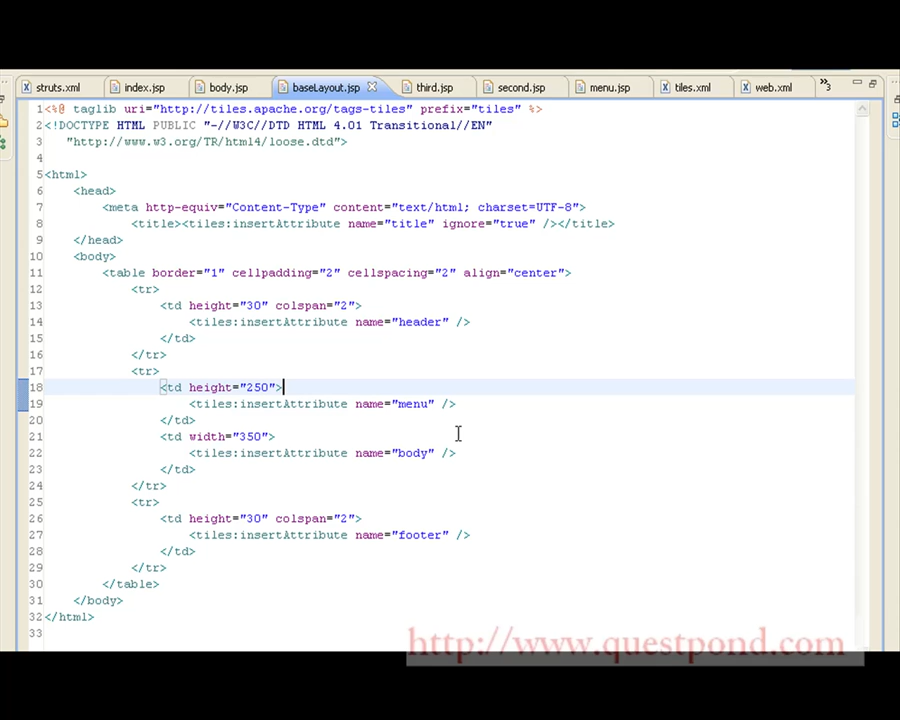 struts.xml index.jsp body.jsp baseLayout.jsp third.jsp second.jsp menu.jsp tiles.xml web.xml »3
1<%@ taglib uri="http://tiles.apache.org/tags-tiles" prefix="tiles" %>
2<!DOCTYPE HTML PUBLIC "-//W3C//DTD HTML 4.01 Transitional//EN"
3    "http://www.w3.org/TR/html4/loose.dtd">
4
5<html>
6    <head>
7        <meta http-equiv="Content-Type" content="text/html; charset=UTF-8">
8        <title><tiles:insertAttribute name="title" ignore="true" /></title>
9    </head>
10    <body>
11        <table border="1" cellpadding="2" cellspacing="2" align="center">
12            <tr>
13                <td height="30" colspan="2">
14                    <tiles:insertAttribute name="header" />
15                </td>
16            </tr>
17            <tr>
18                <td height="250">
19                    <tiles:insertAttribute name="menu" />
20                </td>
21                <td width="350">
22                    <tiles:insertAttribute name="body" />
23                </td>
24            </tr>
25            <tr>
26                <td height="30" colspan="2">
27                    <tiles:insertAttribute name="footer" />
28                </td>
29            </tr>
30        </table>
31    </body>
32</html>
33
http://www.questpond.com